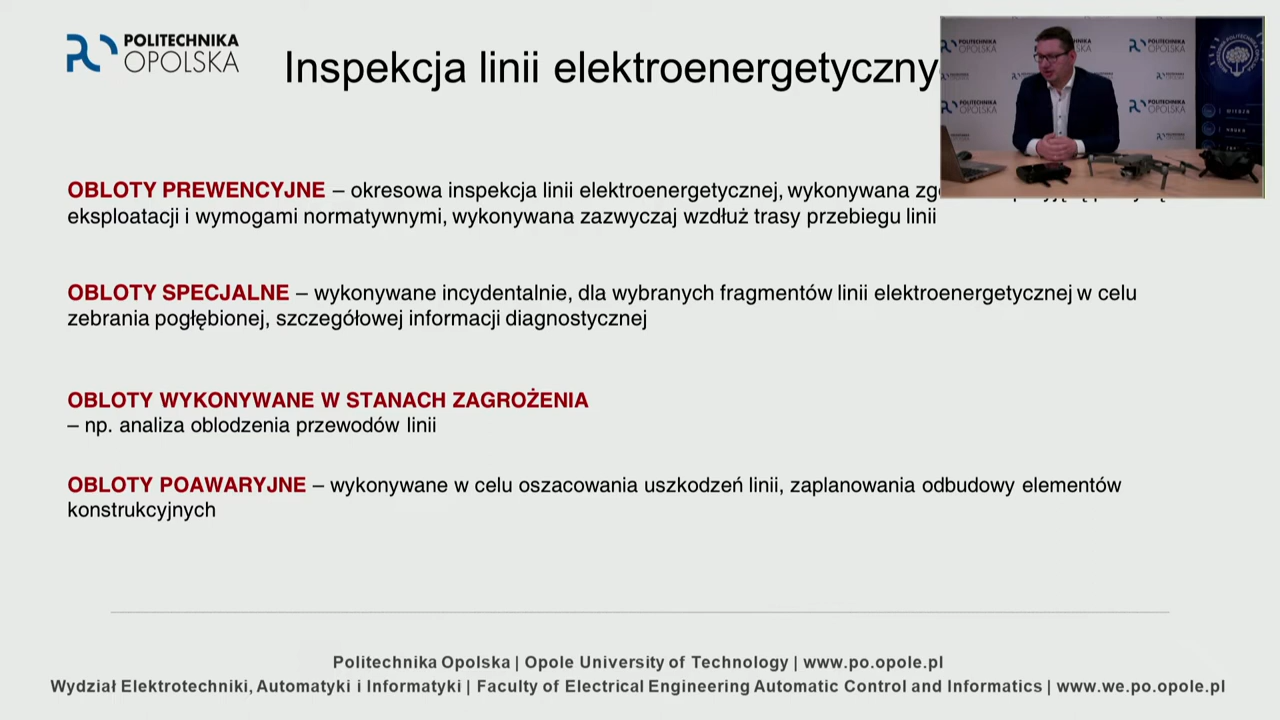 POLITECHNIKA
OPOLSKA
Inspekcja linii elektroenergetyczny
OBLOTY PREWENCYJNE – okresowa inspekcja linii elektroenergetycznej, wykonywana
eksploatacji i wymogami normatywnymi, wykonywana zazwyczaj wzdłuż trasy przebiegu linii
OBLOTY SPECJALNE – wykonywane incydentalnie, dla wybranych fragmentów linii elektroenergetycznej w celu
zebrania pogłębionej, szczegółowej informacji diagnostycznej
OBLOTY WYKONYWANE W STANACH ZAGROŻENIA
– np. analiza oblodzenia przewodów linii
OBLOTY POAWARYJNE – wykonywane w celu oszacowania uszkodzeń linii, zaplanowania odbudowy elementów
konstrukcyjnych
Politechnika Opolska | Opole University of Technology | www.po.opole.pl
Wydział Elektrotechniki, Automatyki i Informatyki | Faculty of Electrical Engineering Automatic Control and Informatics | www.we.po.opole.pl